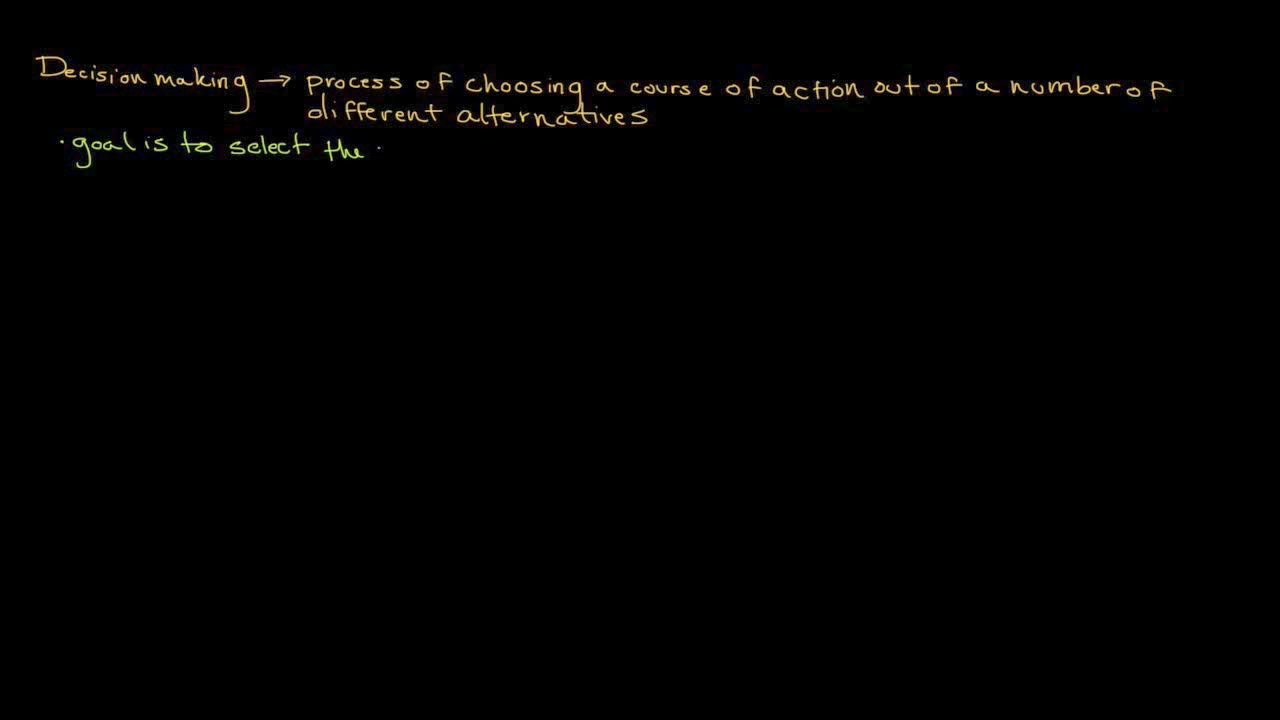 Decision making → process of choosing a course of action out of a number of
different alternatives
· goal is to select the